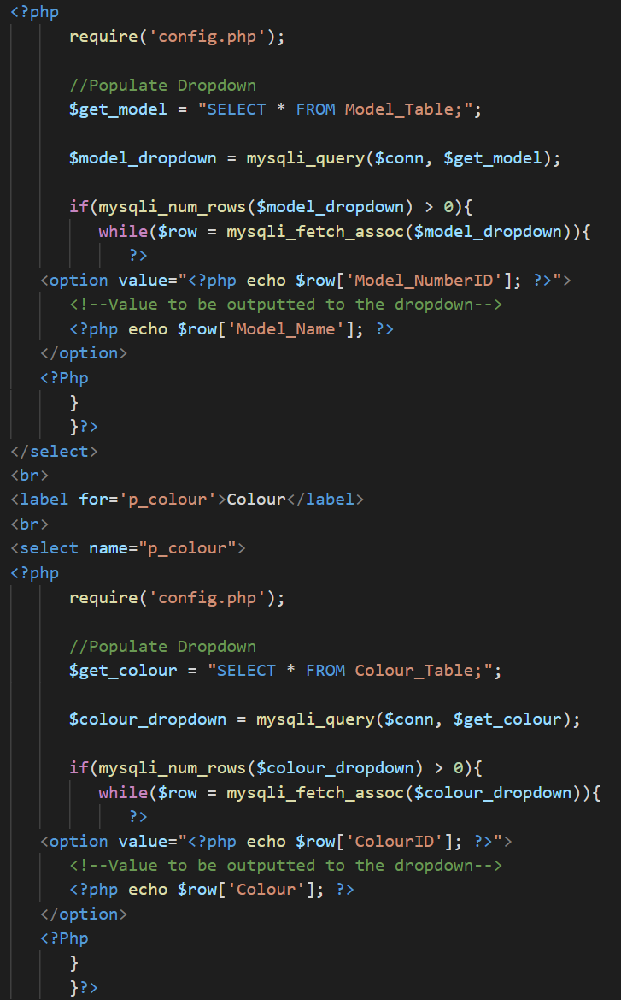 <?php
require('config.php');
//Populate Dropdown
$get_model = "SELECT * FROM Model_Table;";
$model_dropdown = mysqli_query($conn, $get_model);
if(mysqli_num_rows($model_dropdown) > 0){
while($row = mysqli_fetch_assoc($model_dropdown)){
?>
<option value="<?php echo $row['Model_NumberID']; ?>">
<!--Value to be outputted to the dropdown-->
<?php echo $row['Model_Name']; ?>
</option>
<?Php
}
}?>
</select>
<br>
<label for='p_colour'>Colour</label>
<br>
<select name="p_colour">
<?php
require('config.php');
//Populate Dropdown
$get_colour = "SELECT * FROM Colour_Table;";
$colour_dropdown = mysqli_query($conn, $get_colour);
if(mysqli_num_rows($colour_dropdown) > 0){
while($row = mysqli_fetch_assoc($colour_dropdown)){
?>
<option value="<?php echo $row['ColourID']; ?>">
<!--Value to be outputted to the dropdown-->
<?php echo $row['Colour']; ?>
</option>
<?Php
}
}?>